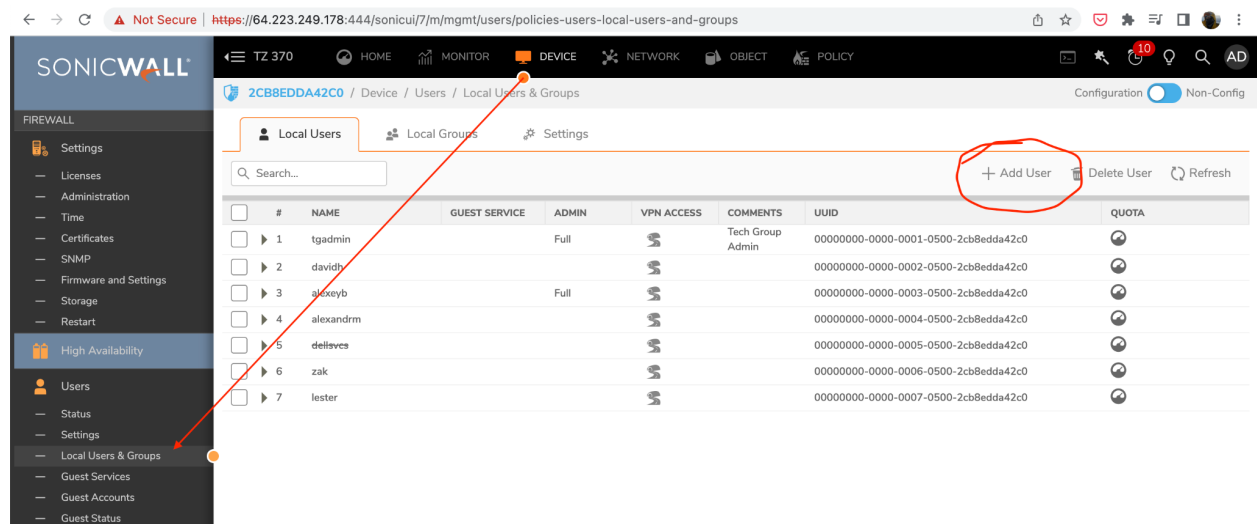 Not Secure | https://64.223.249.178:444/sonicui/7/m/mgmt/users/policies-users-local-users-and-groups
SONICWALL
TZ 370 HOME MONITOR DEVICE NETWORK OBJECT POLICY 10 AD
2CB8EDDA42C0 / Device / Users / Local Users & Groups Configuration Non-Config
FIREWALL
Settings
Licenses
Administration
Time
Certificates
SNMP
Firmware and Settings
Storage
Restart
High Availability
Users
Status
Settings
Local Users & Groups
Guest Services
Guest Accounts
Guest Status
Local Users Local Groups Settings
Search... + Add User Delete User Refresh
# NAME GUEST SERVICE ADMIN VPN ACCESS COMMENTS UUID QUOTA
1 tgadmin Full Tech Group Admin 00000000-0000-0001-0500-2cb8edda42c0
2 davidh 00000000-0000-0002-0500-2cb8edda42c0
3 alexeyb Full 00000000-0000-0003-0500-2cb8edda42c0
4 alexandrm 00000000-0000-0004-0500-2cb8edda42c0
5 dellsvcs 00000000-0000-0005-0500-2cb8edda42c0
6 zak 00000000-0000-0006-0500-2cb8edda42c0
7 lester 00000000-0000-0007-0500-2cb8edda42c0